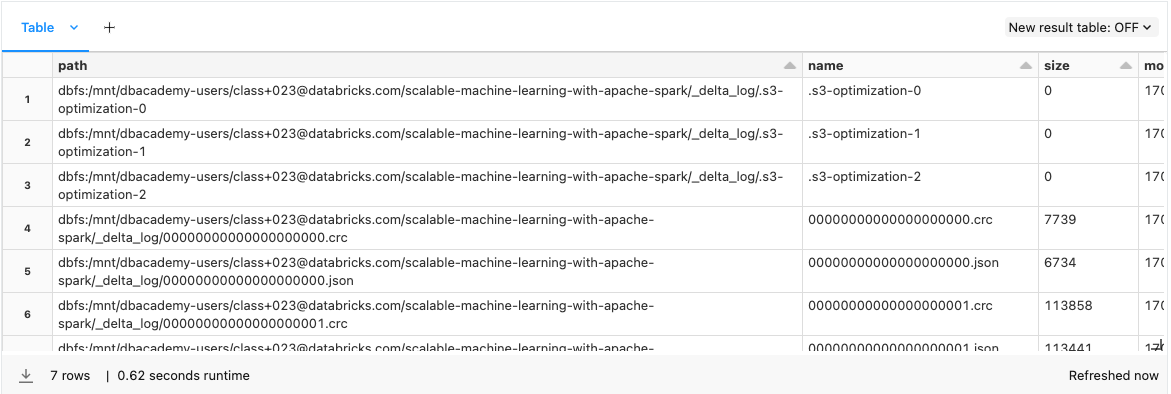 Table
New result table: OFF
path name size mo
1 dbfs:/mnt/dbacademy-users/class+023@databricks.com/scalable-machine-learning-with-apache-spark/_delta_log/.s3- .s3-optimization-0 0 170
optimization-0
2 dbfs:/mnt/dbacademy-users/class+023@databricks.com/scalable-machine-learning-with-apache-spark/_delta_log/.s3- .s3-optimization-1 0 170
optimization-1
3 dbfs:/mnt/dbacademy-users/class+023@databricks.com/scalable-machine-learning-with-apache-spark/_delta_log/.s3- .s3-optimization-2 0 170
optimization-2
4 dbfs:/mnt/dbacademy-users/class+023@databricks.com/scalable-machine-learning-with-apache- 00000000000000000000.crc 7739 170
spark/_delta_log/00000000000000000000.crc
5 dbfs:/mnt/dbacademy-users/class+023@databricks.com/scalable-machine-learning-with-apache- 00000000000000000000.json 6734 170
spark/_delta_log/00000000000000000000.json
6 dbfs:/mnt/dbacademy-users/class+023@databricks.com/scalable-machine-learning-with-apache- 00000000000000000001.crc 113858 170
spark/_delta_log/00000000000000000001.crc
dbfs:/mnt/dbacademy-users/class+023@databricks.com/scalable-machine-learning-with-apache- 00000000000000000001.json 113441
7 rows | 0.62 seconds runtime
Refreshed now